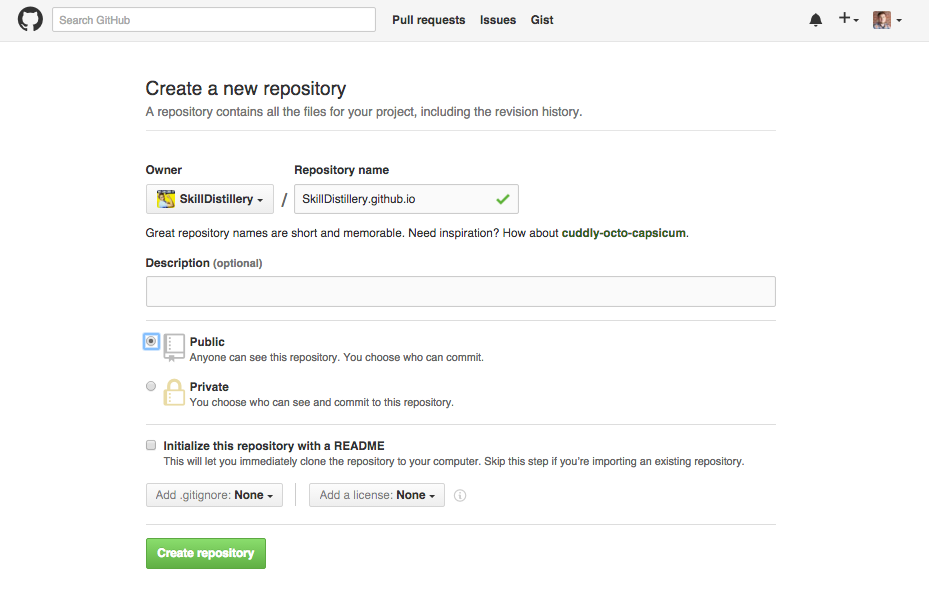 Search GitHub Pull requests Issues Gist
Create a new repository
A repository contains all the files for your project, including the revision history.
Owner Repository name
SkillDistillery / SkillDistillery.github.io
Great repository names are short and memorable. Need inspiration? How about cuddly-octo-capsicum.
Description (optional)
Public
Anyone can see this repository. You choose who can commit.
Private
You choose who can see and commit to this repository.
Initialize this repository with a README
This will let you immediately clone the repository to your computer. Skip this step if you’re importing an existing repository.
Add .gitignore: None Add a license: None
Create repository